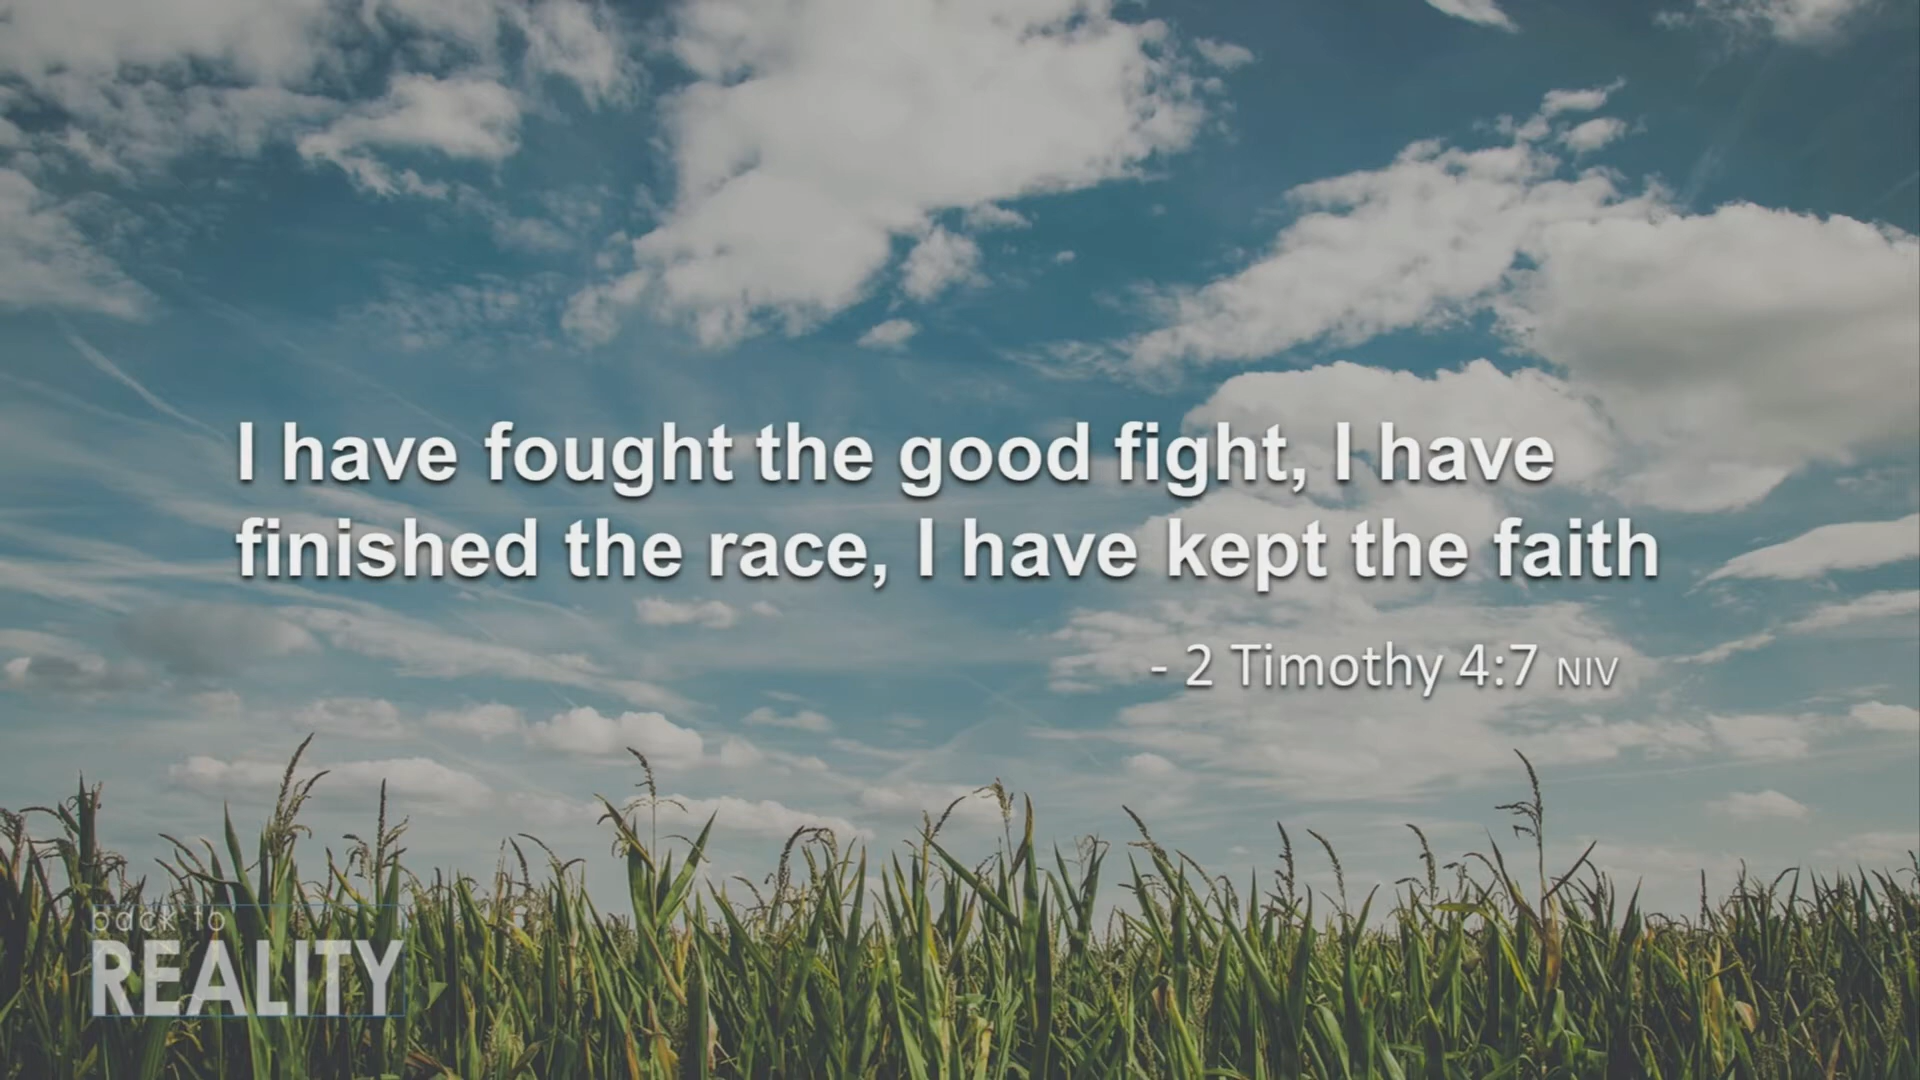 I have fought the good fight, I have
finished the race, I have kept the faith
- 2 Timothy 4:7 NIV
back to
REALITY